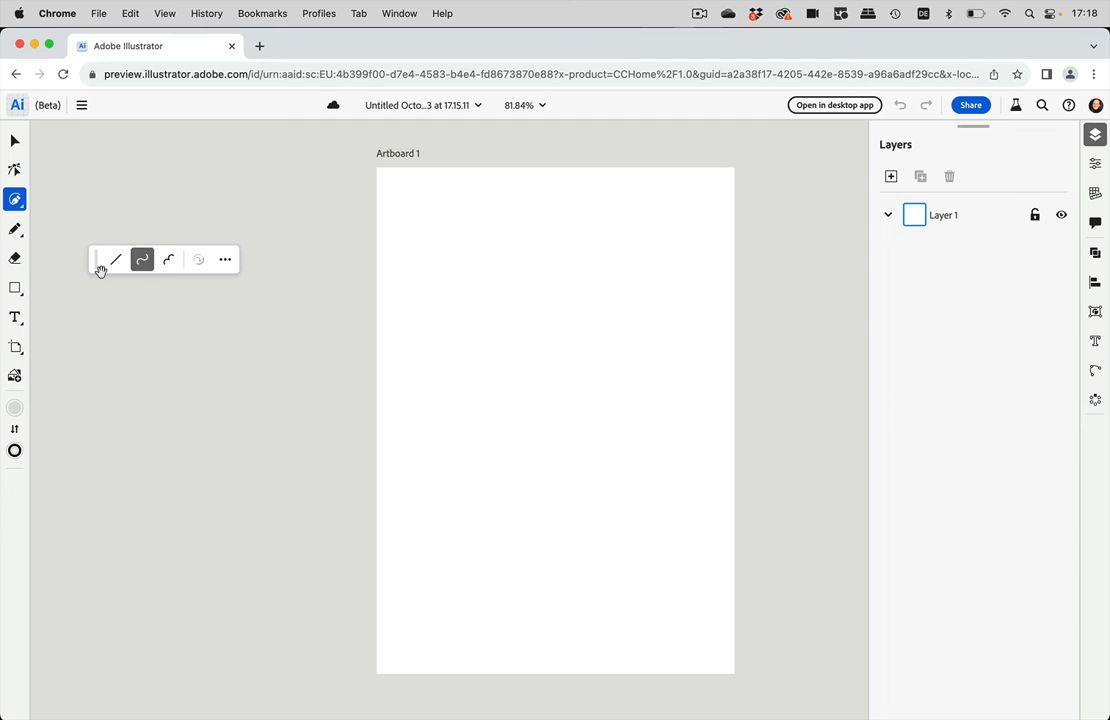 Chrome File Edit View History Bookmarks Profiles Tab Window Help DE 17:18
Ai Adobe Illustrator
preview.illustrator.adobe.com/id/urn:aaid:sc:EU:4b399f00-d7e4-4583-b4e4-fd8673870e88?x-product=CCHome%2F1.0&guid=a2a38f17-4205-442e-8539-a96a6adf29cc&x-loc...
Ai (Beta) Untitled Octo...3 at 17.15.11 81.84% Open in desktop app Share
Artboard 1
Layers
Layer 1